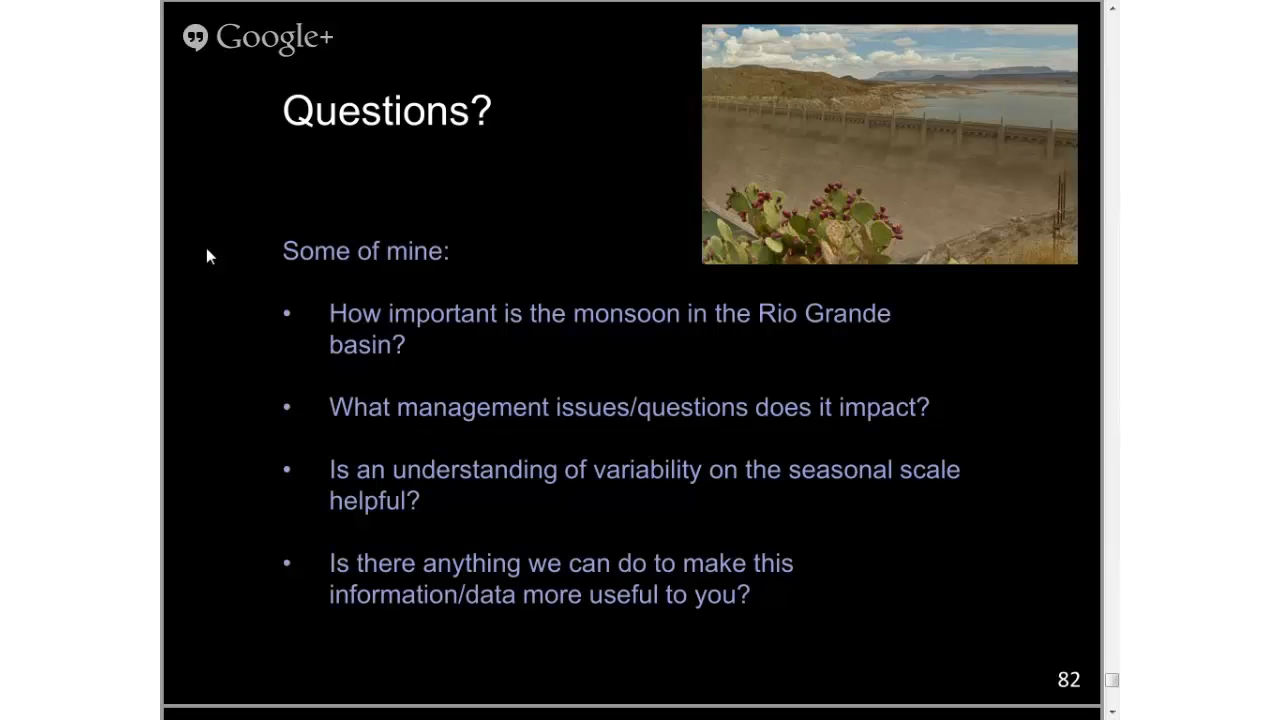 Google+
Questions?
Some of mine:
• How important is the monsoon in the Rio Grande
basin?
• What management issues/questions does it impact?
• Is an understanding of variability on the seasonal scale
helpful?
• Is there anything we can do to make this
information/data more useful to you?
82